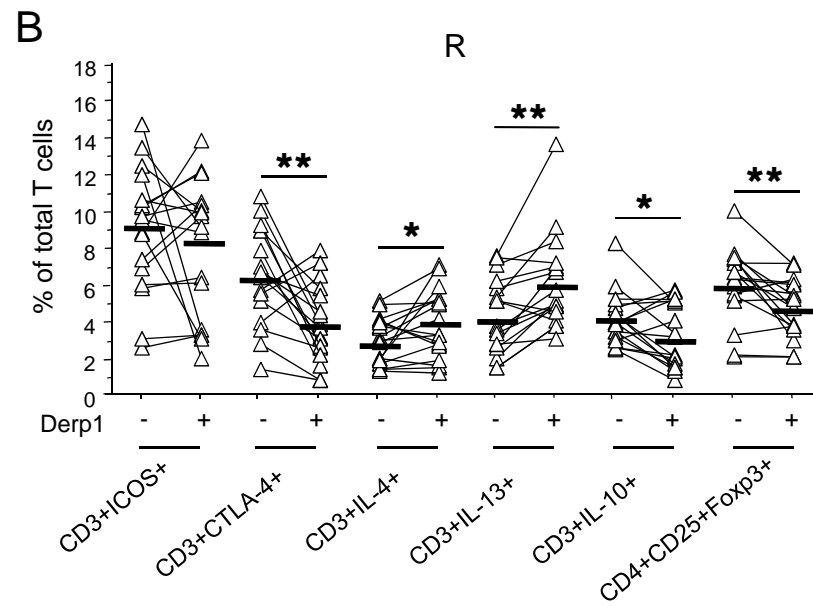 B
R
% of total T cells
18
16
14
12
10
8
6
4
2
0
**
**
*
**
*
**
Derp1 - + - + - + - + - + - +
CD3+ICOS+
CD3+CTLA-4+
CD3+IL-4+
CD3+IL-13+
CD3+IL-10+
CD4+CD25+Foxp3+